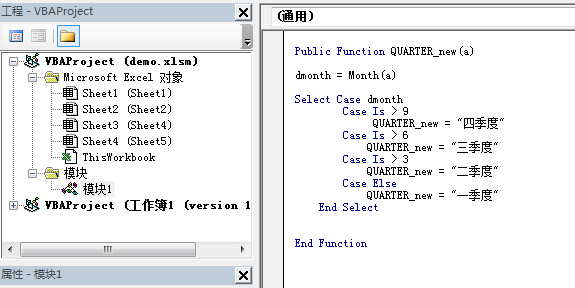 工程 - VBAProject
VBAProject (demo.xlsm)
Microsoft Excel 对象
Sheet1 (Sheet1)
Sheet2 (Sheet2)
Sheet3 (Sheet4)
Sheet4 (Sheet5)
ThisWorkbook
模块
模块1
VBAProject (工作簿1 (version 1
属性 - 模块1
(通用)
Public Function QUARTER_new(a)
dmonth = Month(a)
Select Case dmonth
Case Is > 9
QUARTER_new = "四季度"
Case Is > 6
QUARTER_new = "三季度"
Case Is > 3
QUARTER_new = "二季度"
Case Else
QUARTER_new = "一季度"
End Select
End Function